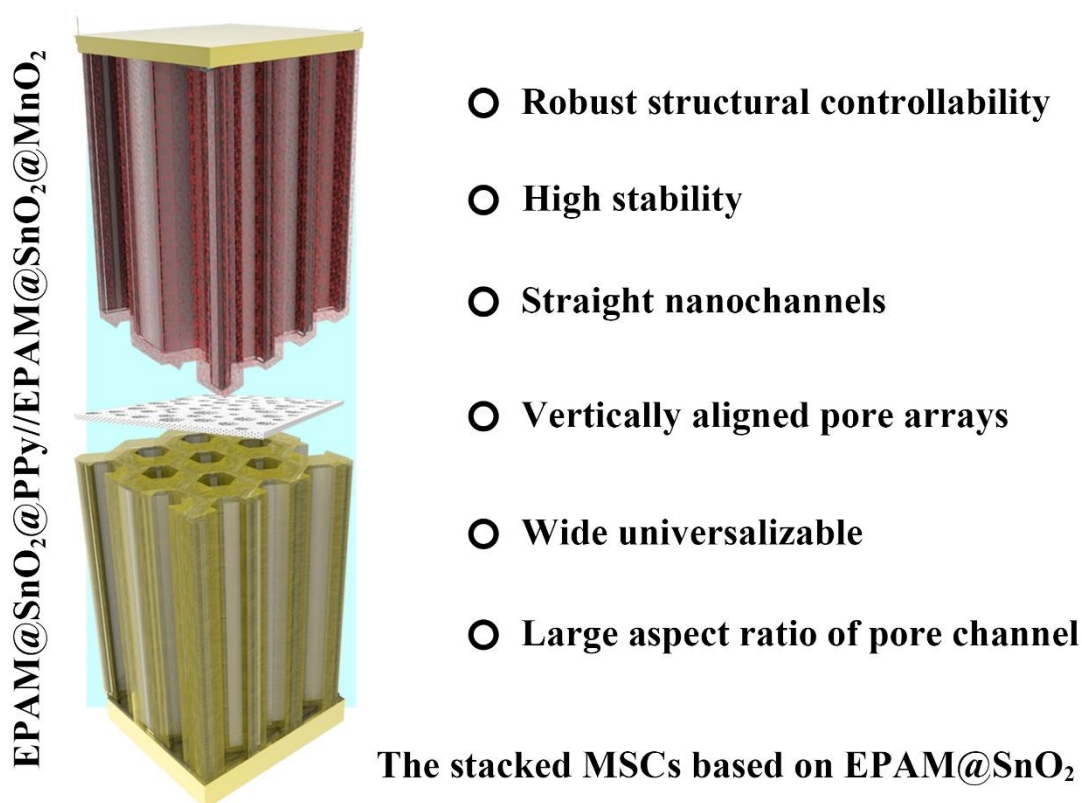 EPAM@SnO₂@PPy//EPAM@SnO₂@MnO₂
Robust structural controllability
High stability
Straight nanochannels
Vertically aligned pore arrays
Wide universalizable
Large aspect ratio of pore channel
The stacked MSCs based on EPAM@SnO₂